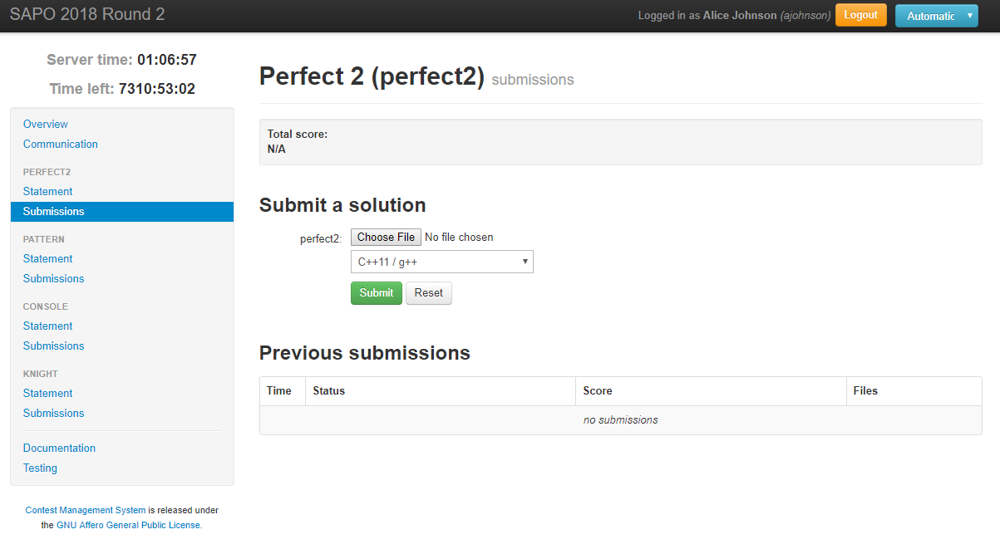 SAPO 2018 Round 2
Logged in as Alice Johnson (ajohnson) Logout Automatic
Server time: 01:06:57
Time left: 7310:53:02
Overview
Communication
PERFECT2
Statement
Submissions
PATTERN
Statement
Submissions
CONSOLE
Statement
Submissions
KNIGHT
Statement
Submissions
Documentation
Testing
Contest Management System is released under
the GNU Affero General Public License.
Perfect 2 (perfect2) submissions
Total score:
N/A
Submit a solution
perfect2: Choose File No file chosen
C++11 / g++
Submit Reset
Previous submissions
Time Status Score Files
no submissions